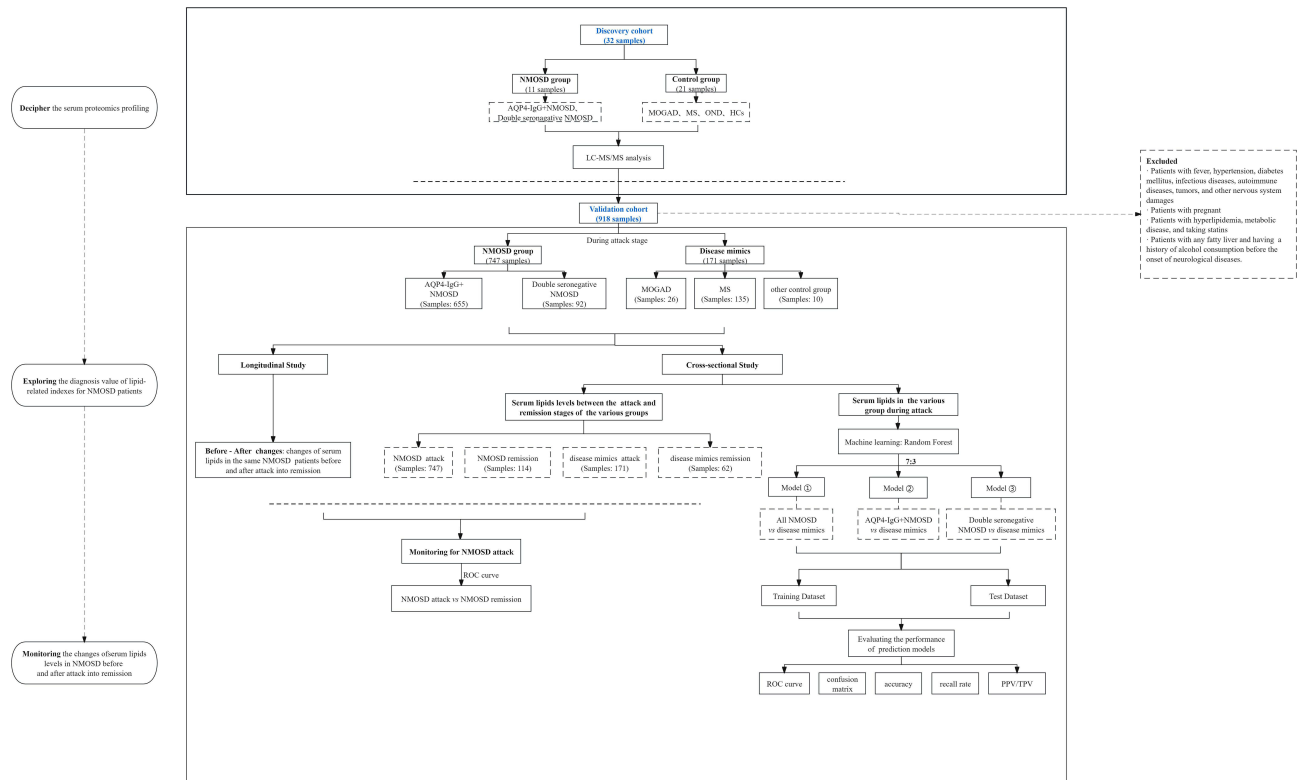 Discovery cohort
(32 samples)
NMOSD group
(11 samples)
Control group
(21 samples)
AQP4-IgG+NMOSD、
Double seronagative NMOSD
MOGAD、MS、OND、HCs
LC-MS/MS analysis
Decipher the serum proteomics profiling
Validation cohort
(918 samples)
Excluded
· Patients with fever, hypertension, diabetes
mellitus, infectious diseases, autoimmune
diseases, tumors, and other nervous system
damages
· Patients with pregnant
· Patients with hyperlipidemia, metabolic
disease, and taking statins
· Patients with any fatty liver and having a
history of alcohol consumption before the
onset of neurological diseases.
During attack stage
NMOSD group
(747 samples)
Disease mimics
(171 samples)
AQP4-IgG+
NMOSD
(Samples: 655)
Double seronegative
NMOSD
(Samples: 92)
MOGAD
(Samples: 26)
MS
(Samples: 135)
other control group
(Samples: 10)
Longitudinal Study
Cross-sectional Study
Exploring the diagnosis value of lipid-
related indexes for NMOSD patients
Serum lipids levels between the attack and
remission stages of the various groups
Serum lipids in the various
group during attack
Before - After changes: changes of serum
lipids in the same NMOSD patients before
and after attack into remission
NMOSD attack
(Samples: 747)
NMOSD remission
(Samples: 114)
disease mimics attack
(Samples: 171)
disease mimics remission
(Samples: 62)
Machine learning: Random Forest
7:3
Model ①
Model ②
Model ③
All NMOSD
vs disease mimics
AQP4-IgG+NMOSD
vs disease mimics
Double seronegative
NMOSD vs disease mimics
Monitoring for NMOSD attack
ROC curve
NMOSD attack vs NMOSD remission
Training Dataset
Test Dataset
Evaluating the performance
of prediction models
Monitoring the changes ofserum lipids
levels in NMOSD before
and after attack into remission
ROC curve
confusion
matrix
accuracy
recall rate
PPV/TPV